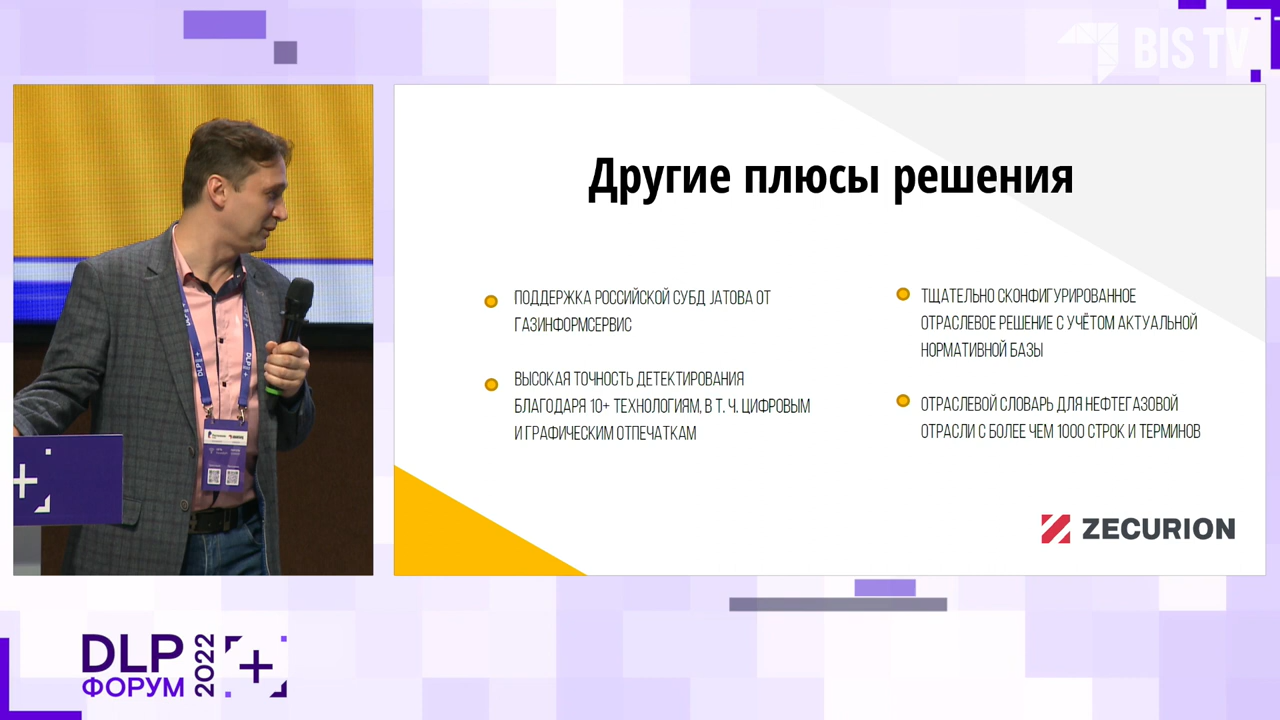 BIS TV
Другие плюсы решения
ПОДДЕРЖКА РОССИЙСКОЙ СУБД JATOBA ОТ
ГАЗИНФОРМСЕРВИС
ВЫСОКАЯ ТОЧНОСТЬ ДЕТЕКТИРОВАНИЯ
БЛАГОДАРЯ 10+ ТЕХНОЛОГИЯМ, В Т. Ч. ЦИФРОВЫМ
И ГРАФИЧЕСКИМ ОТПЕЧАТКАМ
ТЩАТЕЛЬНО СКОНФИГУРИРОВАННОЕ
ОТРАСЛЕВОЕ РЕШЕНИЕ С УЧЁТОМ АКТУАЛЬНОЙ
НОРМАТИВНОЙ БАЗЫ
ОТРАСЛЕВОЙ СЛОВАРЬ ДЛЯ НЕФТЕГАЗОВОЙ
ОТРАСЛИ С БОЛЕЕ ЧЕМ 1000 СТРОК И ТЕРМИНОВ
ZECURION
DLP
ФОРУМ
2022